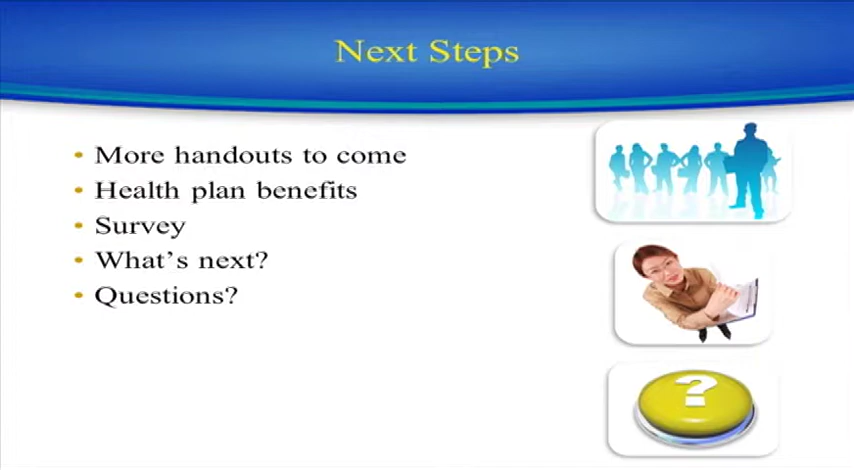 Next Steps
• More handouts to come
• Health plan benefits
• Survey
• What's next?
• Questions?
?